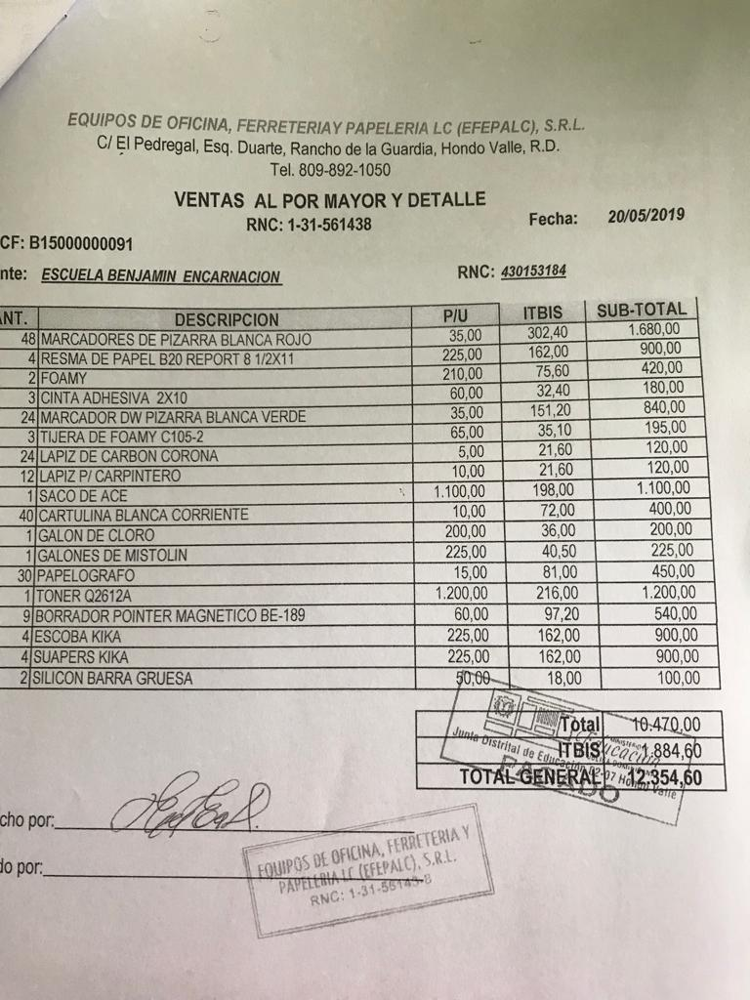 EQUIPOS DE OFICINA, FERRETERIAY PAPELERIA LC (EFEPALC), S.R.L.
C/ El Pedregal, Esq. Duarte, Rancho de la Guardia, Hondo Valle, R.D.
Tel. 809-892-1050
VENTAS AL POR MAYOR Y DETALLE
RNC: 1-31-561438
Fecha: 20/05/2019
CF: B15000000091
nte: ESCUELA BENJAMIN ENCARNACION RNC: 430153184
ANT. DESCRIPCION P/U ITBIS SUB-TOTAL
48 MARCADORES DE PIZARRA BLANCA ROJO 35,00 302,40 1.680,00
4 RESMA DE PAPEL B20 REPORT 8 1/2X11 225,00 162,00 900,00
2 FOAMY 210,00 75,60 420,00
3 CINTA ADHESIVA 2X10 60,00 32,40 180,00
24 MARCADOR DW PIZARRA BLANCA VERDE 35,00 151,20 840,00
3 TIJERA DE FOAMY C105-2 65,00 35,10 195,00
24 LAPIZ DE CARBON CORONA 5,00 21,60 120,00
12 LAPIZ P/ CARPINTERO 10,00 21,60 120,00
1 SACO DE ACE 1.100,00 198,00 1.100,00
40 CARTULINA BLANCA CORRIENTE 10,00 72,00 400,00
1 GALON DE CLORO 200,00 36,00 200,00
1 GALONES DE MISTOLIN 225,00 40,50 225,00
30 PAPELOGRAFO 15,00 81,00 450,00
1 TONER Q2612A 1.200,00 216,00 1.200,00
9 BORRADOR POINTER MAGNETICO BE-189 60,00 97,20 540,00
4 ESCOBA KIKA 225,00 162,00 900,00
4 SUAPERS KIKA 225,00 162,00 900,00
2 SILICON BARRA GRUESA 50,00 18,00 100,00
Total 10.470,00
ITBIS 1.884,60
TOTAL GENERAL 12.354,60
Educación
Junta Distrital de Educación 02-07 Hondo Valle
PAGADO
cho por:
do por:
EQUIPOS DE OFICINA, FERRETERIA Y
PAPELERIA LC (EFEPALC), S.R.L.
RNC: 1-31-56143-8